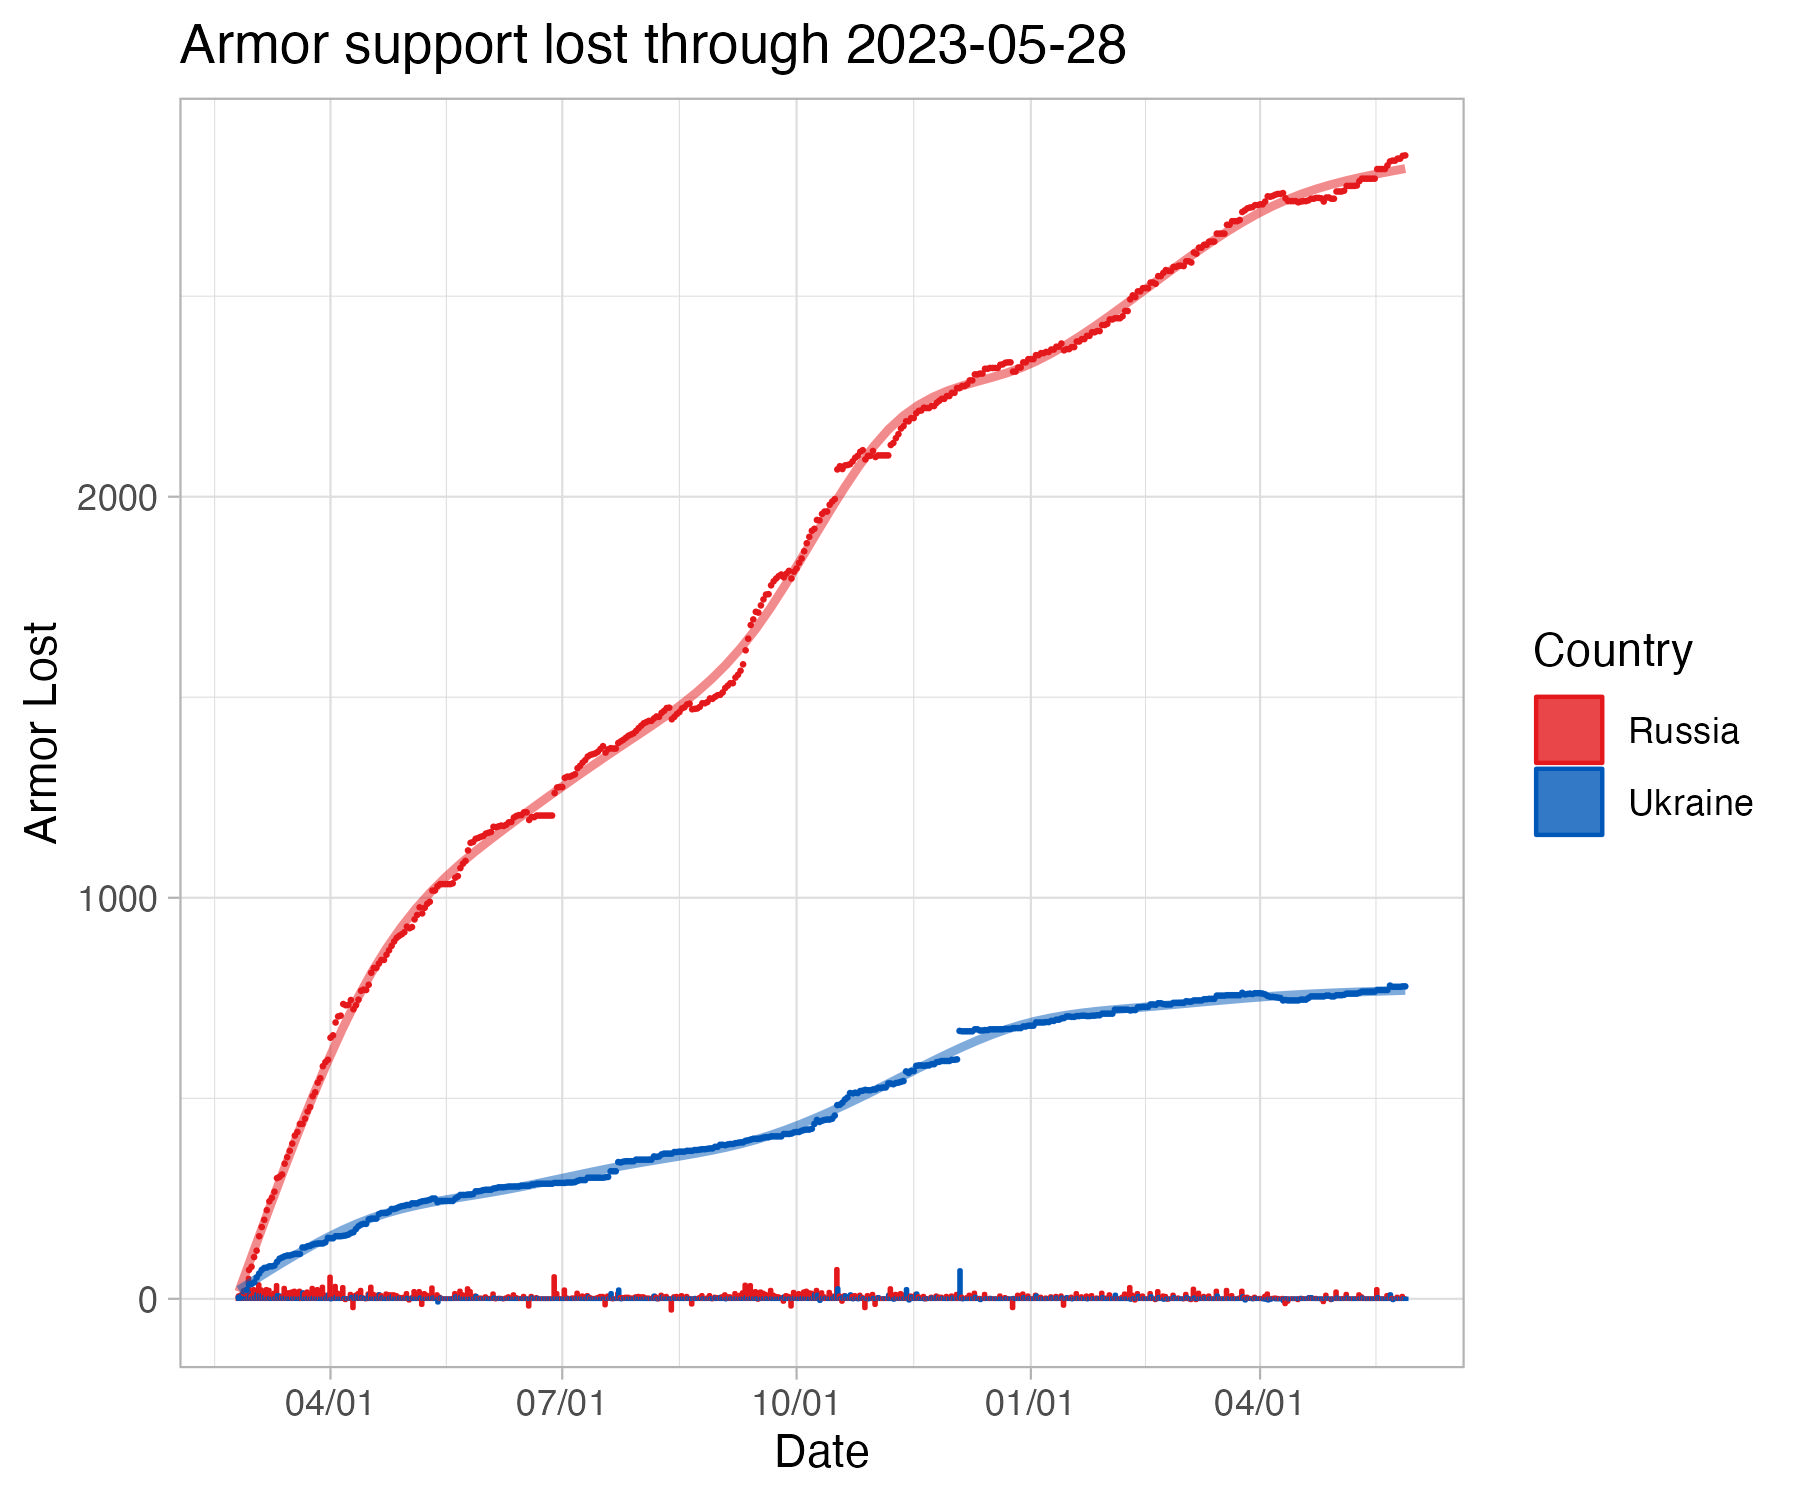 Armor support lost through 2023-05-28
Armor Lost
2000
1000
0
04/01
07/01
10/01
01/01
04/01
Date
Country
Russia
Ukraine